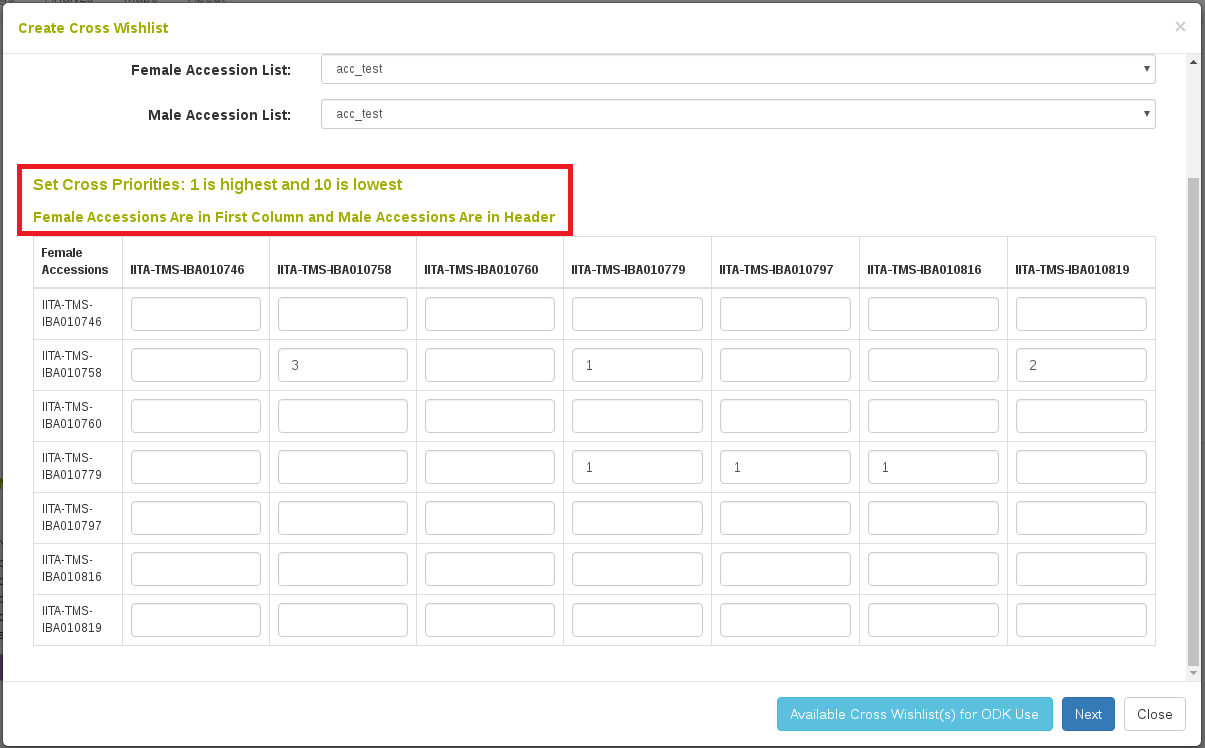 Create Cross Wishlist ×
Female Accession List: acc_test
Male Accession List: acc_test
Set Cross Priorities: 1 is highest and 10 is lowest
Female Accessions Are in First Column and Male Accessions Are in Header
Female Accessions IITA-TMS-IBA010746 IITA-TMS-IBA010758 IITA-TMS-IBA010760 IITA-TMS-IBA010779 IITA-TMS-IBA010797 IITA-TMS-IBA010816 IITA-TMS-IBA010819
IITA-TMS-
IBA010746
IITA-TMS-
IBA010758 3 1 2
IITA-TMS-
IBA010760
IITA-TMS-
IBA010779 1 1 1
IITA-TMS-
IBA010797
IITA-TMS-
IBA010816
IITA-TMS-
IBA010819
Available Cross Wishlist(s) for ODK Use Next Close